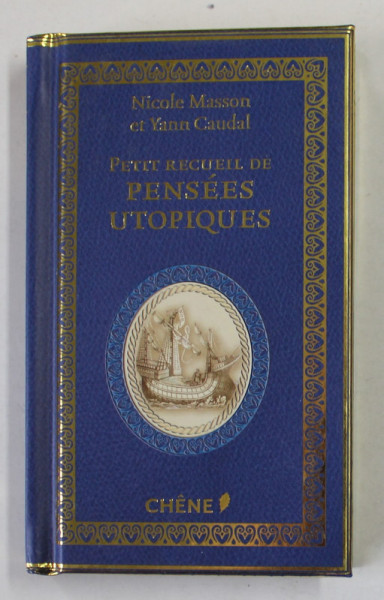 Nicole Masson
et Yann Caudal
PETIT RECUEIL DE
PENSÉES
UTOPIQUES
CHÊNE